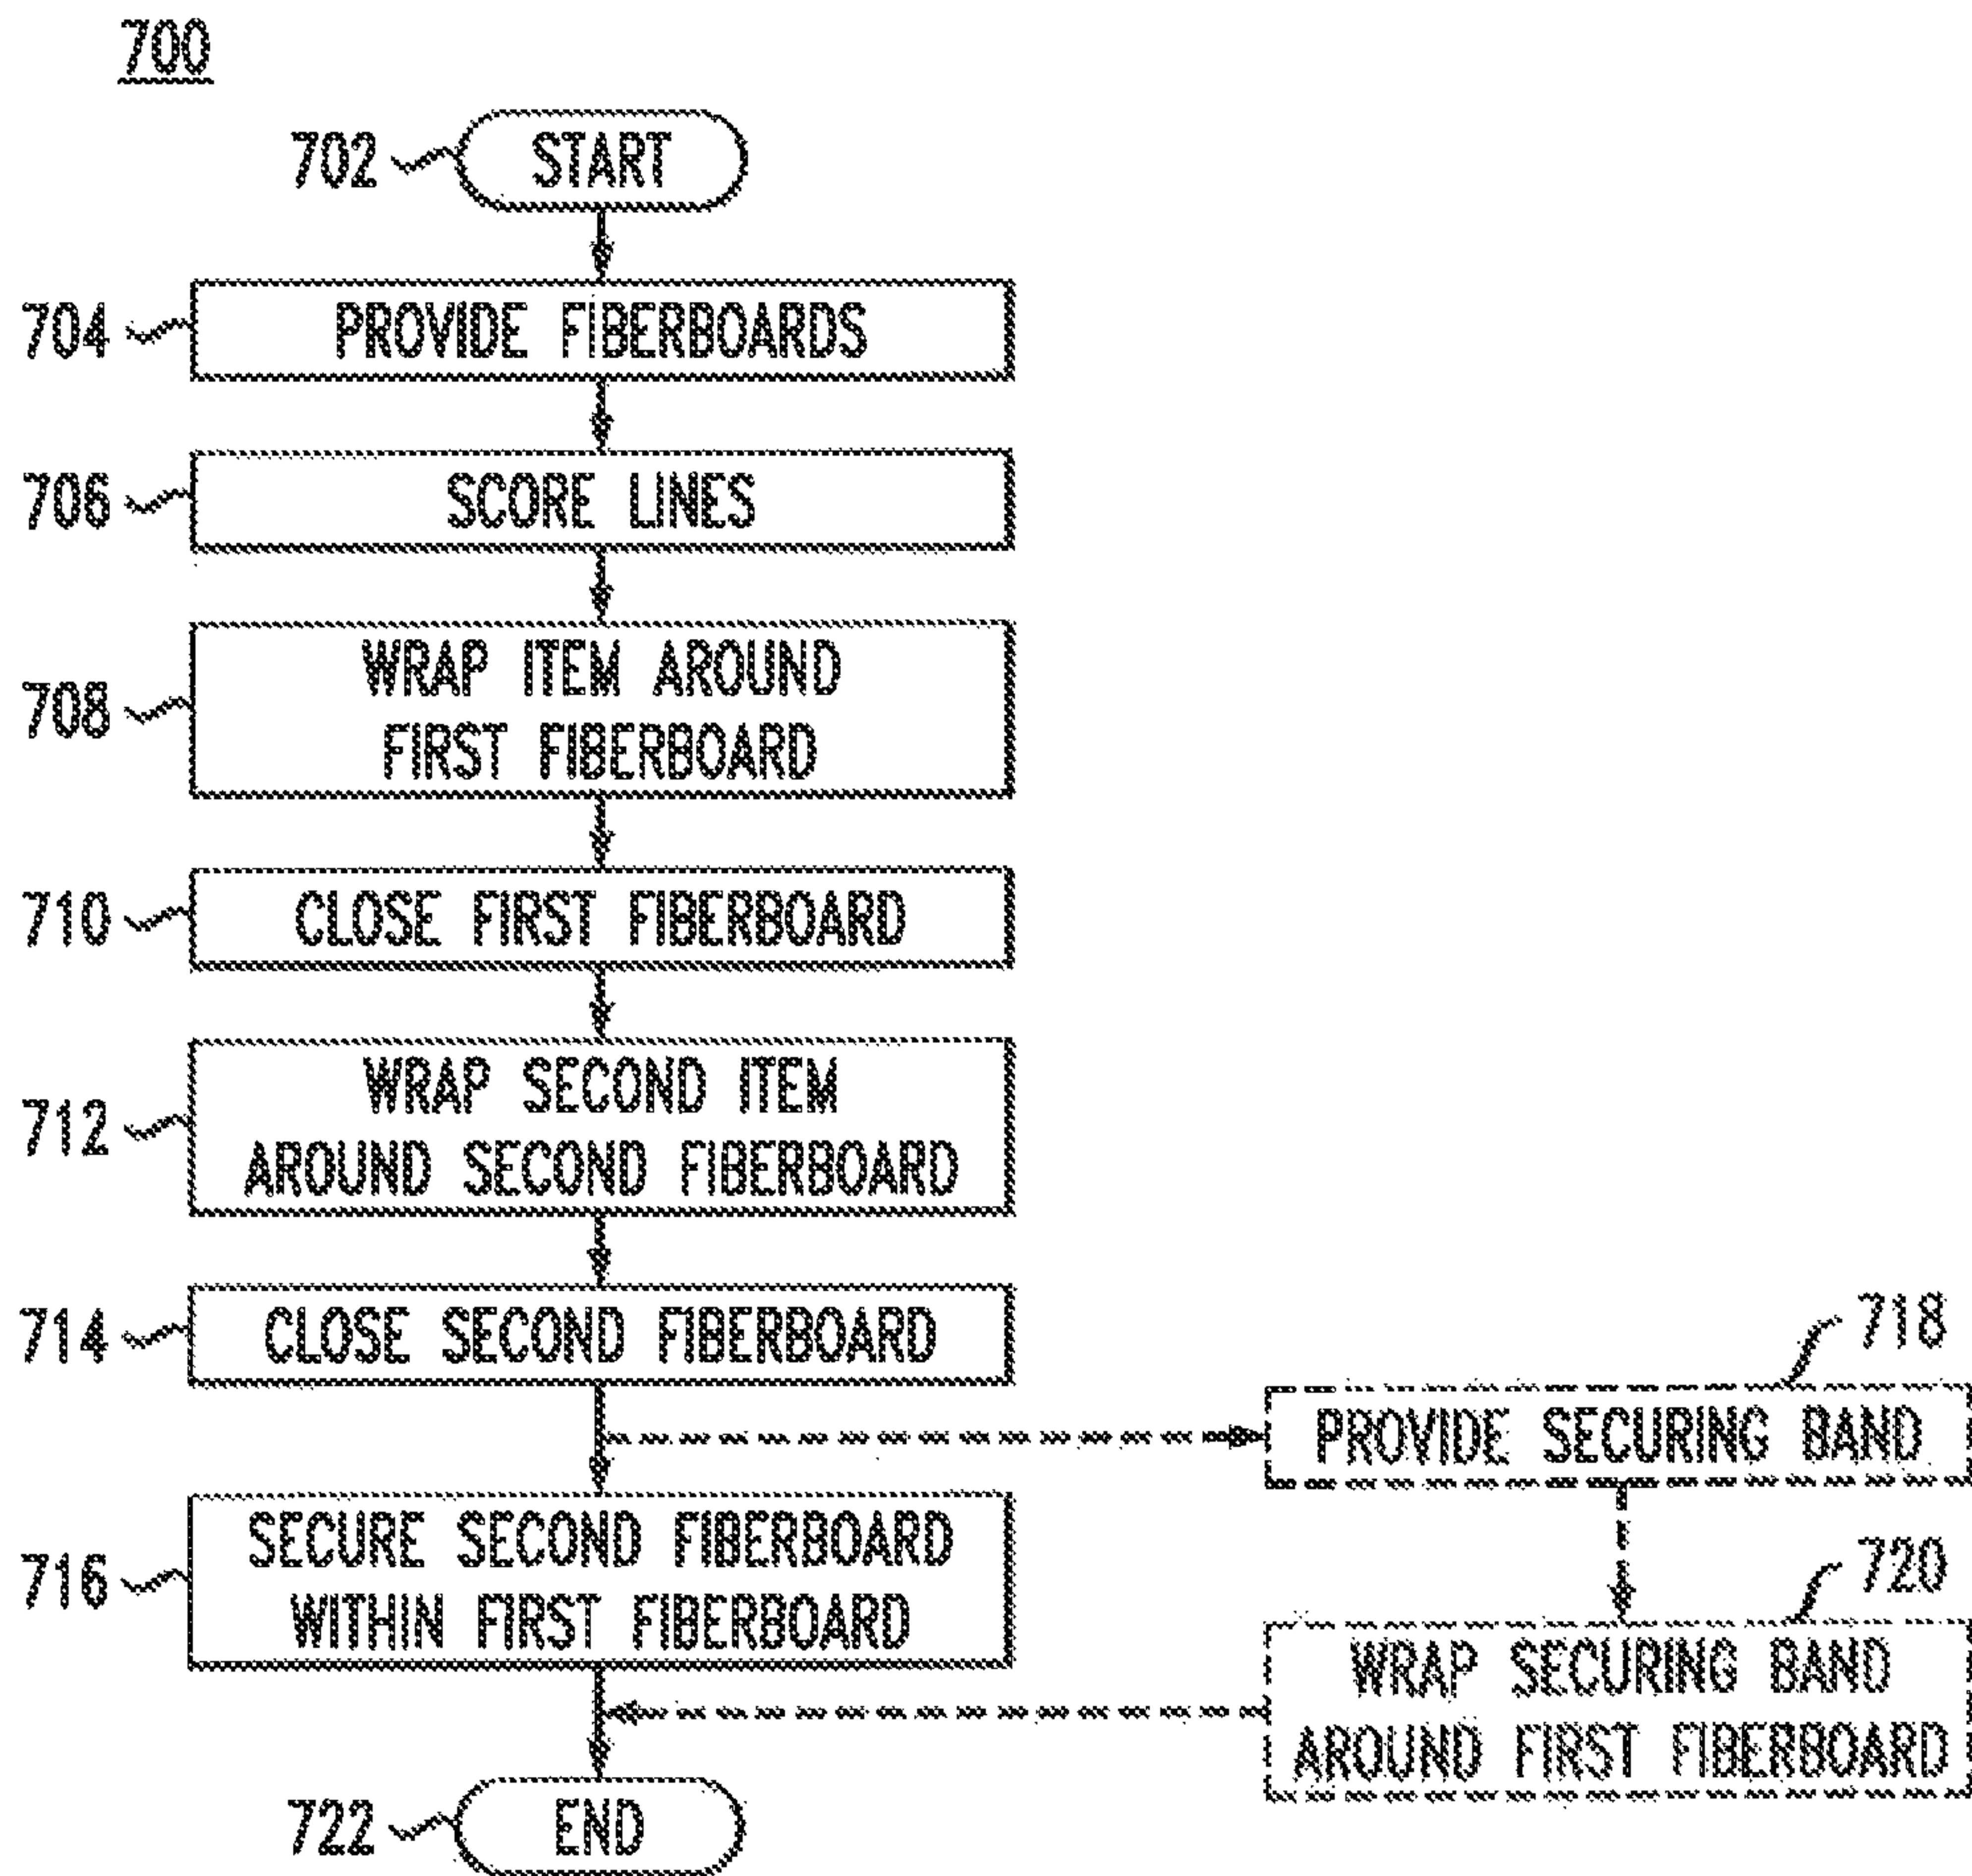 700
702 START
704 PROVIDE FIBERBOARDS
706 SCORE LINES
708 WRAP ITEM AROUND
FIRST FIBERBOARD
710 CLOSE FIRST FIBERBOARD
712 WRAP SECOND ITEM
AROUND SECOND FIBERBOARD
714 CLOSE SECOND FIBERBOARD
716 SECURE SECOND FIBERBOARD
WITHIN FIRST FIBERBOARD
718
PROVIDE SECURING BAND
720
WRAP SECURING BAND
AROUND FIRST FIBERBOARD
722 END